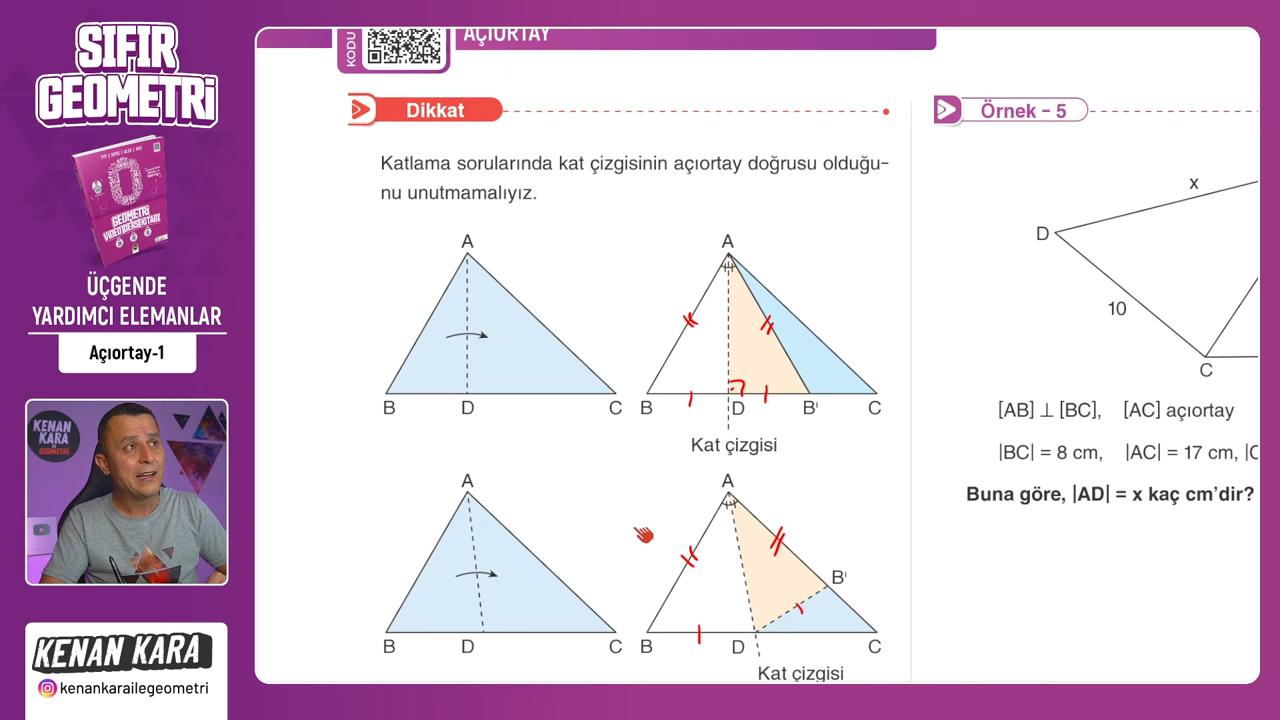 SIFIR
GEOMETRİ
GEOMETRİ
VİDEO DERS KİTABI
ÜÇGENDE
YARDIMCI ELEMANLAR
Açıortay-1
KENAN
KARA
GEOMETRİ
KENAN KARA
kenankarailegeometri
KODU
AÇIORTAY
Dikkat
Katlama sorularında kat çizgisinin açıortay doğrusu olduğu-
nu unutmamalıyız.
A
B
D
C
A
B
D
B'
C
Kat çizgisi
A
B
D
C
A
B'
B
D
C
Kat çizgisi
Örnek - 5
x
D
10
C
[AB] ⊥ [BC], [AC] açıortay
|BC| = 8 cm, |AC| = 17 cm, |C
Buna göre, |AD| = x kaç cm'dir?